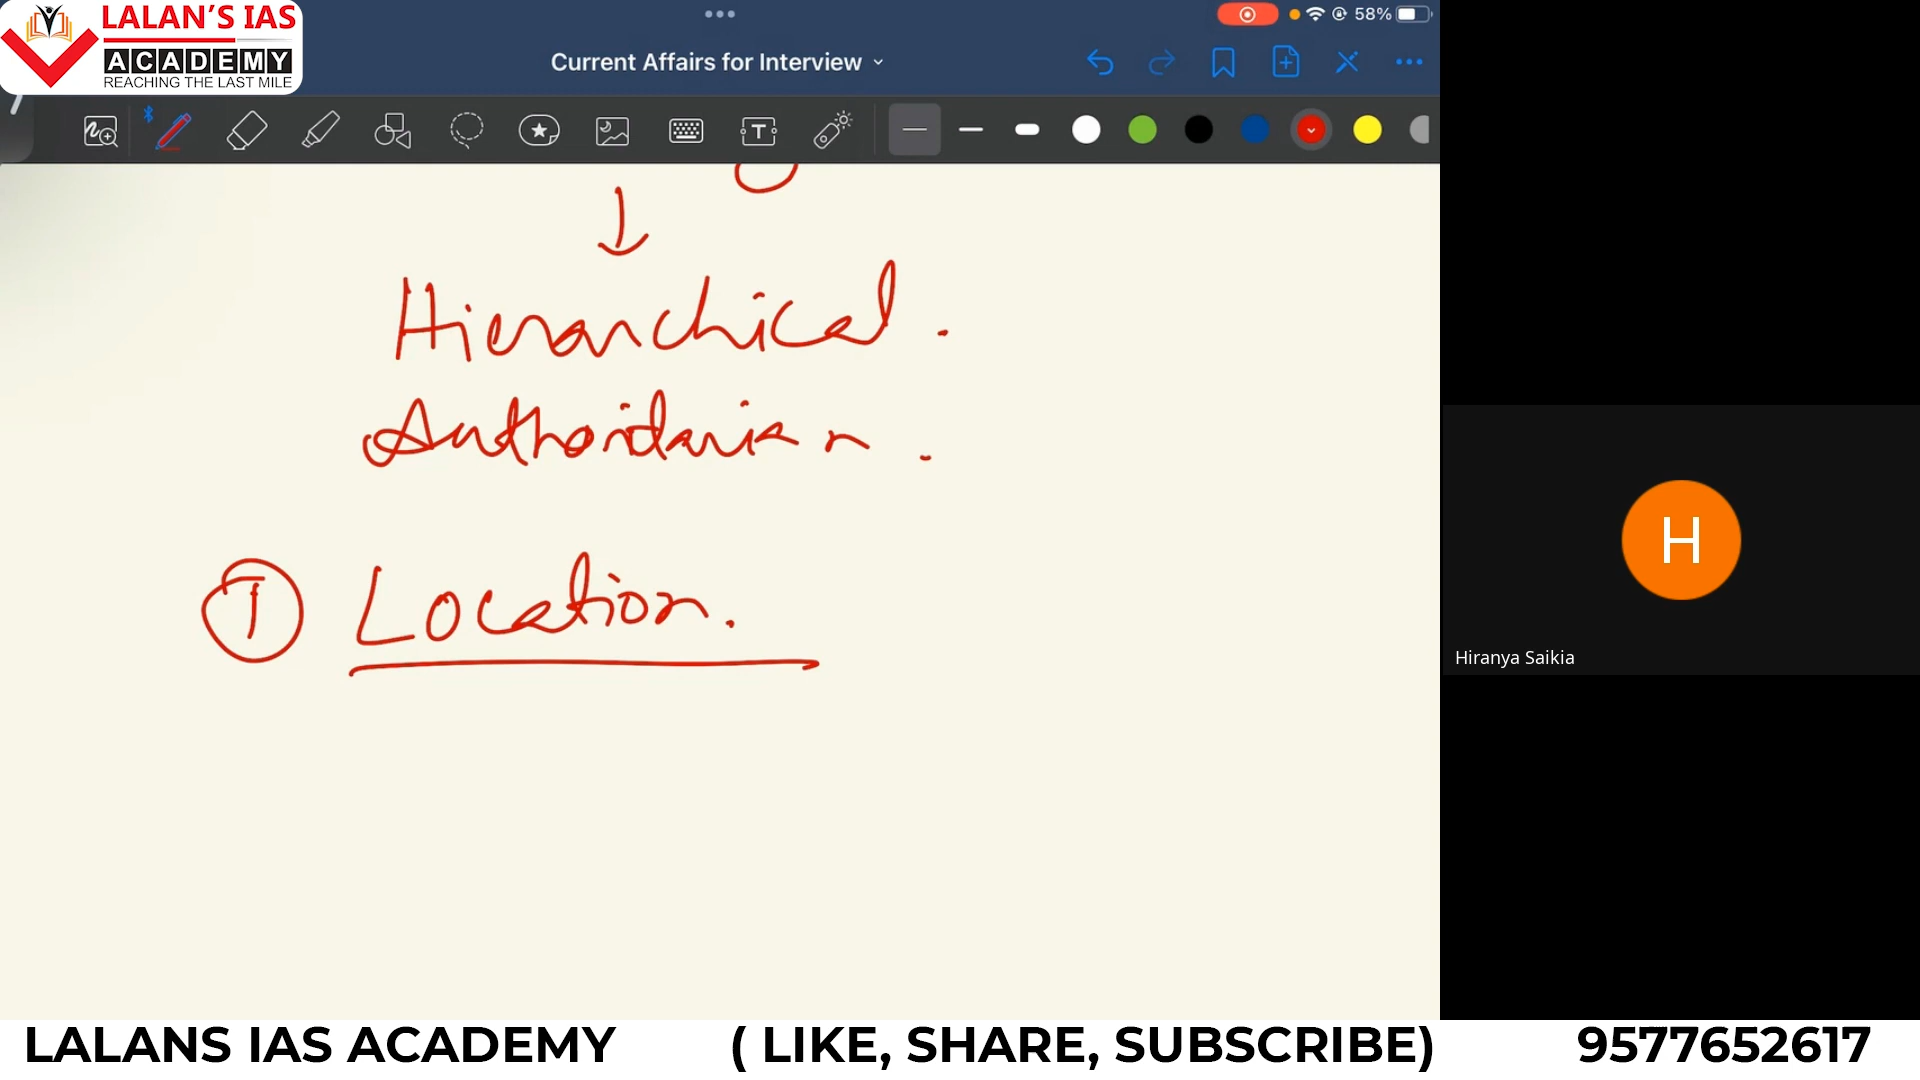 LALAN'S IAS
ACADEMY
REACHING THE LAST MILE
58%
Current Affairs for Interview
T
Hierarchical.
Authoritarian.
1 Location.
H
Hiranya Saikia
LALANS IAS ACADEMY ( LIKE, SHARE, SUBSCRIBE) 9577652617